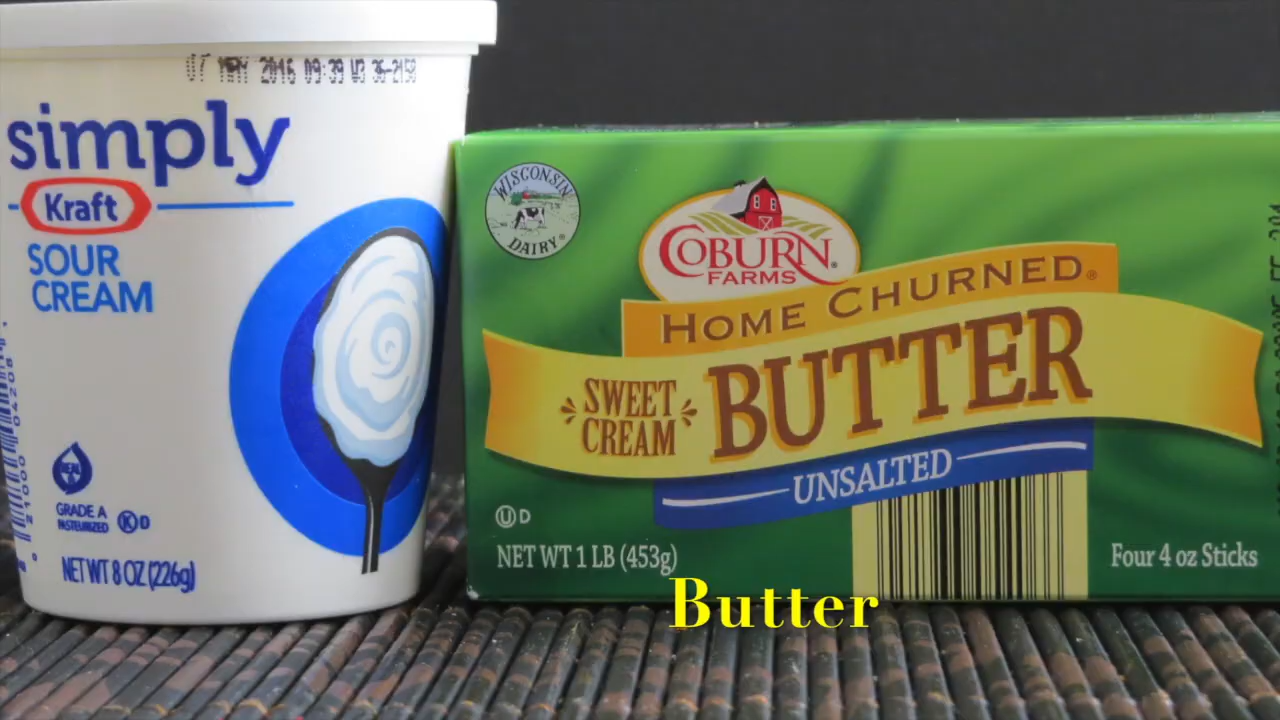 07 MAY 2016 09:39 WD 36-2158
simply
Kraft
SOUR
CREAM
REAL
GRADE A
PASTEURIZED
K D
NET WT 8 OZ (226g)
WISCONSIN
DAIRY®
COBURN®
FARMS
HOME CHURNED®
SWEET
CREAM
BUTTER
UNSALTED
U D
NET WT 1 LB (453g)
Four 4 oz Sticks
Butter